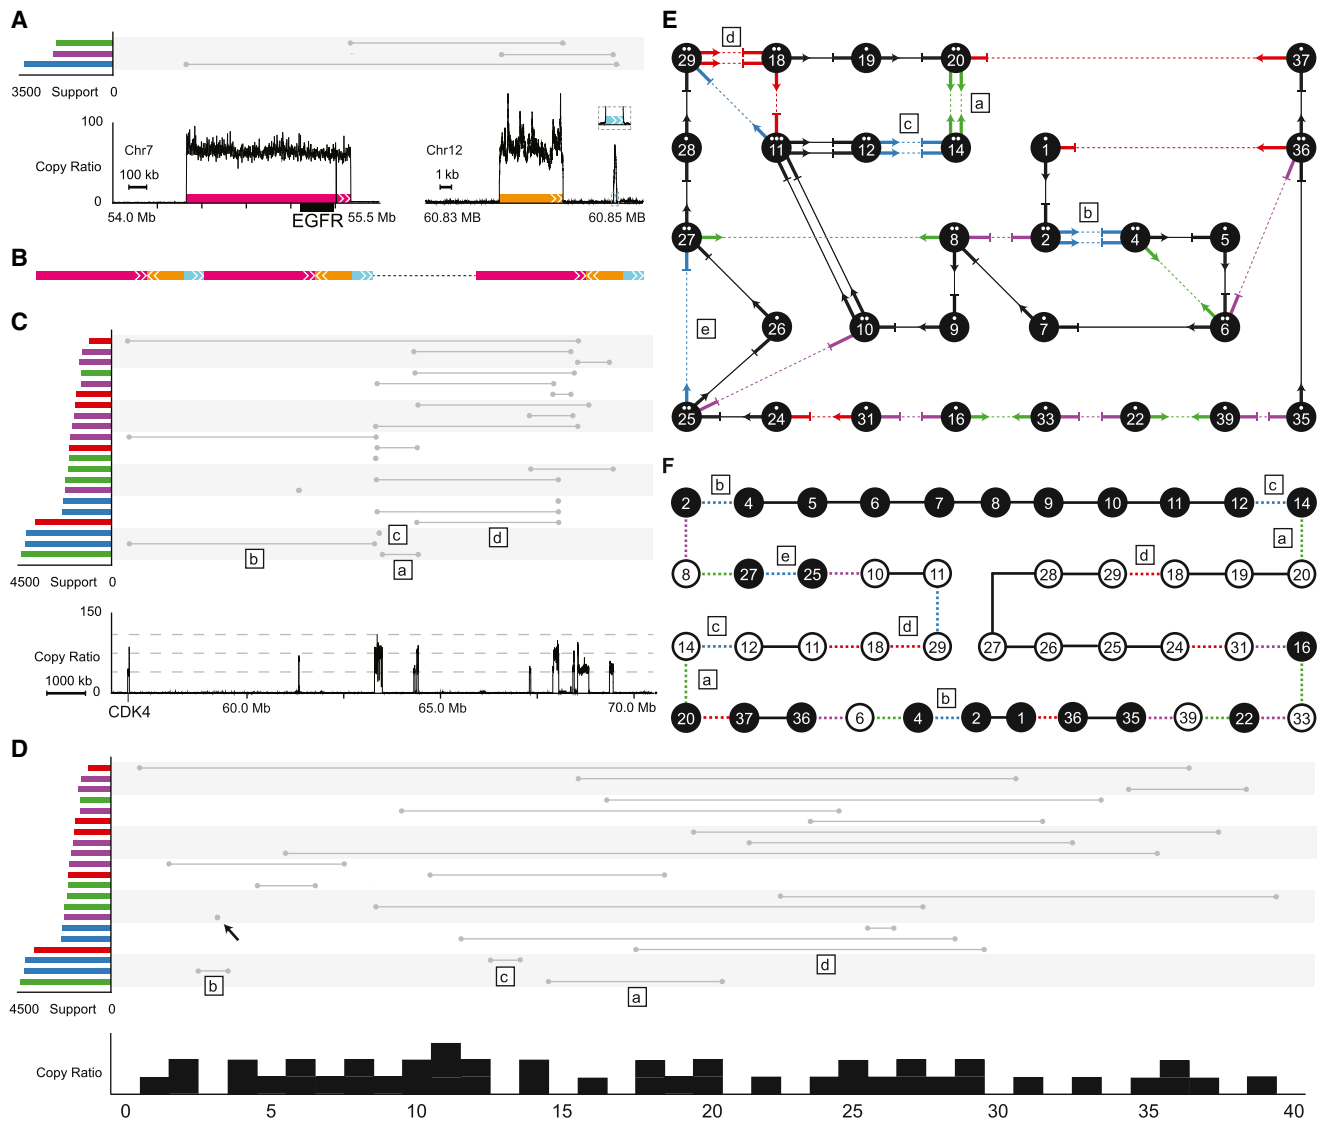 A
3500 Support 0
100
Copy Ratio
0
Chr7
100 kb
54.0 Mb
EGFR
55.5 Mb
Chr12
1 kb
60.83 MB
60.85 MB
B
C
b
c
a
d
4500 Support 0
150
Copy Ratio
1000 kb
0
CDK4
60.0 Mb
65.0 Mb
70.0 Mb
D
b
c
a
d
4500 Support 0
Copy Ratio
0 5 10 15 20 25 30 35 40
E
d
29 18 19 20 37
a
c
28 11 12 14 1 36
b
27 8 2 4 5
e
26 10 9 7 6
25 24 31 16 33 22 39 35
F
b c
2 4 5 6 7 8 9 10 11 12 14
a
e d
8 27 25 10 11 28 29 18 19 20
c d
14 12 11 18 29 27 26 25 24 31 16
a
b
20 37 36 6 4 2 1 36 35 39 22 33